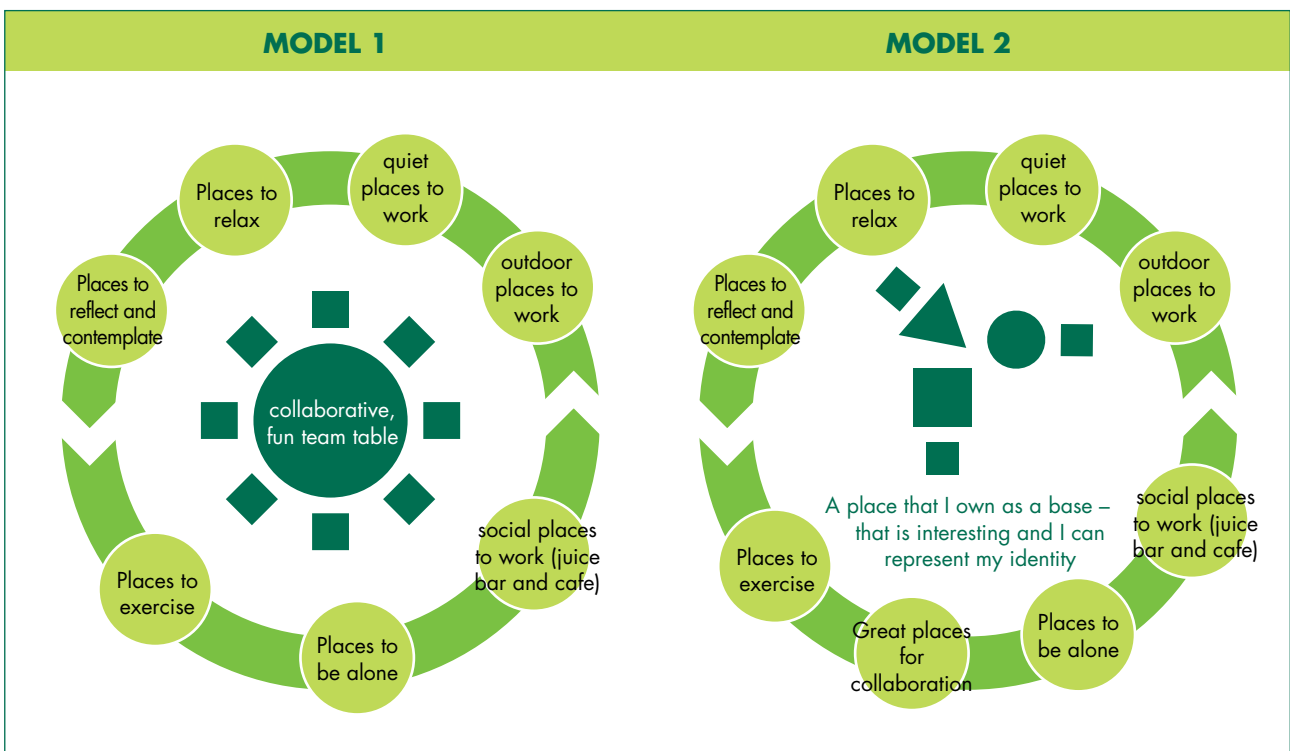 MODEL 1
quiet
places to
work
Places to
relax
outdoor
places to
work
Places to
reflect and
contemplate
collaborative,
fun team table
social places
to work (juice
bar and cafe)
Places to
exercise
Places to
be alone
MODEL 2
quiet
places to
work
Places to
relax
outdoor
places to
work
Places to
reflect and
contemplate
A place that I own as a base –
that is interesting and I can
represent my identity
social places
to work (juice
bar and cafe)
Places to
exercise
Great places
for
collaboration
Places to
be alone